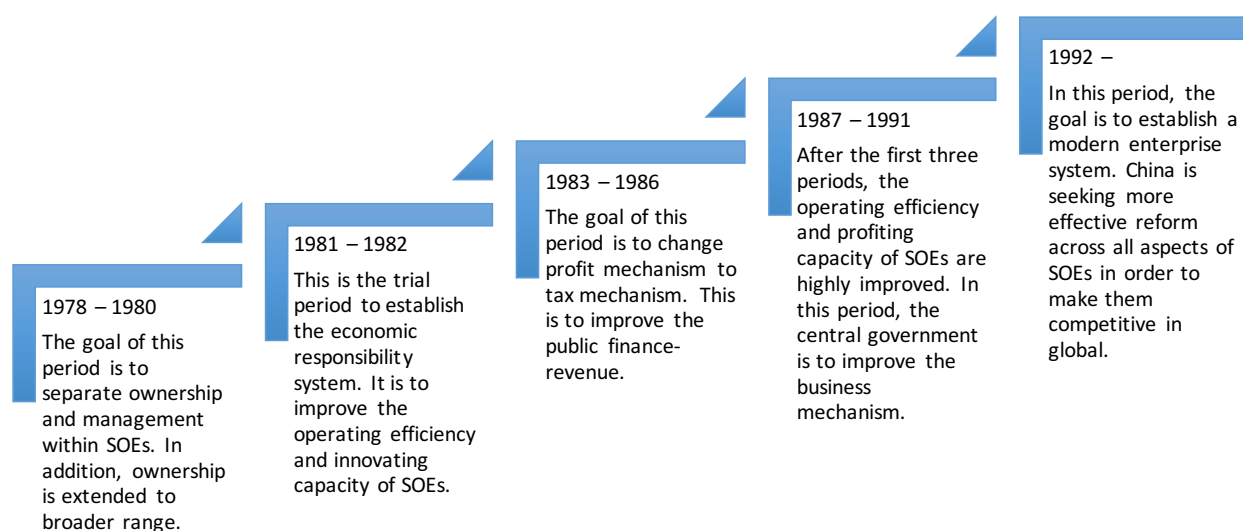 1978 – 1980
The goal of this
period is to
separate ownership
and management
within SOEs. In
addition, ownership
is extended to
broader range.
1981 – 1982
This is the trial
period to establish
the economic
responsibility
system. It is to
improve the
operating efficiency
and innovating
capacity of SOEs.
1983 – 1986
The goal of this
period is to change
profit mechanism to
tax mechanism. This
is to improve the
public finance-
revenue.
1987 – 1991
After the first three
periods, the
operating efficiency
and profiting
capacity of SOEs are
highly improved. In
this period, the
central government
is to improve the
business
mechanism.
1992 –
In this period, the
goal is to establish a
modern enterprise
system. China is
seeking more
effective reform
across all aspects of
SOEs in order to
make them
competitive in
global.